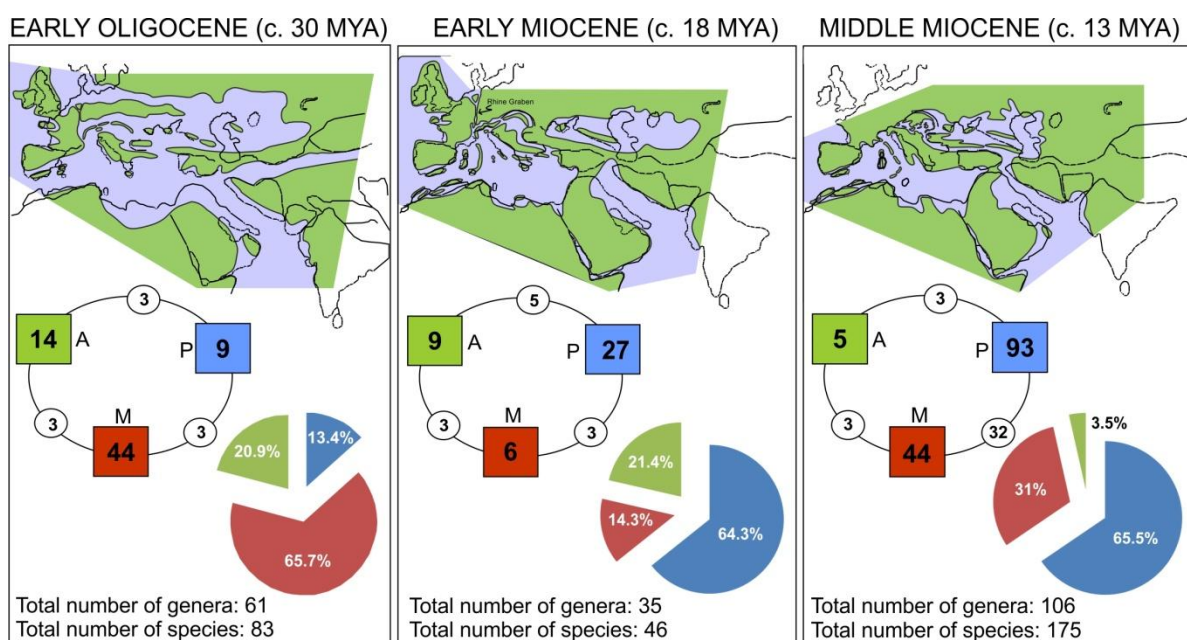 EARLY OLIGOCENE (c. 30 MYA)
3
14 A
P 9
3
M
3
44
20.9%
13.4%
65.7%
Total number of genera: 61
Total number of species: 83
EARLY MIOCENE (c. 18 MYA)
Rhine Graben
5
9 A
P 27
3
M
3
6
21.4%
14.3%
64.3%
Total number of genera: 35
Total number of species: 46
MIDDLE MIOCENE (c. 13 MYA)
3
5 A
P 93
3
M
32
44
3.5%
31%
65.5%
Total number of genera: 106
Total number of species: 175